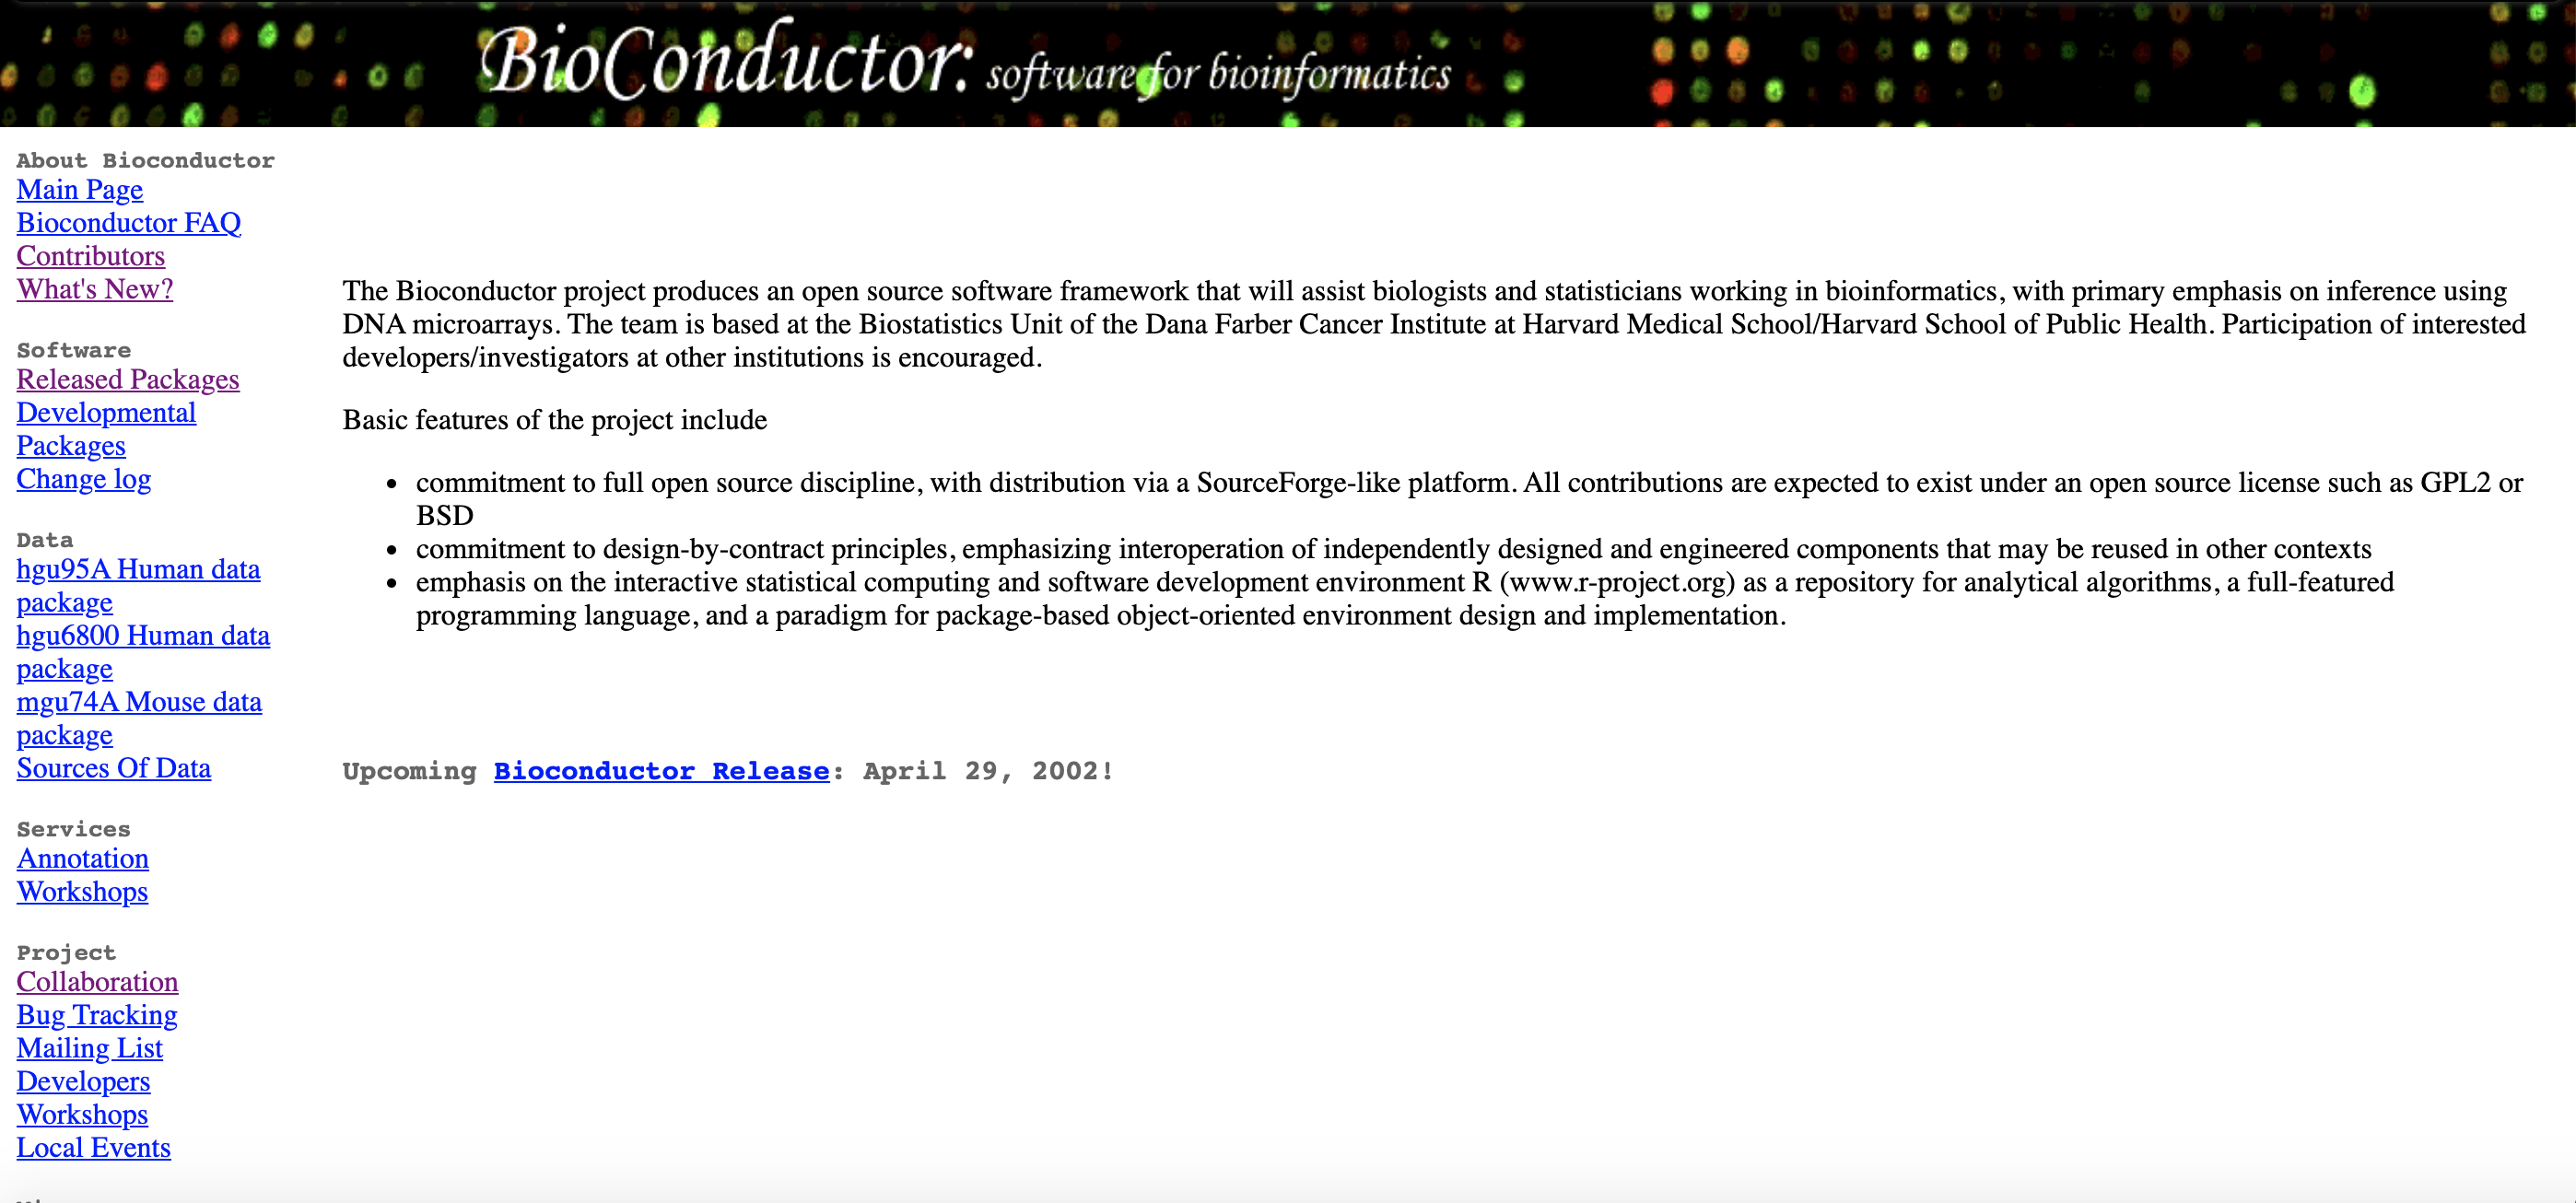 BioConductor: software for bioinformatics
About Bioconductor
Main Page
Bioconductor FAQ
Contributors
What's New?
Software
Released Packages
Developmental
Packages
Change log
Data
hgu95A Human data
package
hgu6800 Human data
package
mgu74A Mouse data
package
Sources Of Data
Services
Annotation
Workshops
Project
Collaboration
Bug Tracking
Mailing List
Developers
Workshops
Local Events
The Bioconductor project produces an open source software framework that will assist biologists and statisticians working in bioinformatics, with primary emphasis on inference using
DNA microarrays. The team is based at the Biostatistics Unit of the Dana Farber Cancer Institute at Harvard Medical School/Harvard School of Public Health. Participation of interested
developers/investigators at other institutions is encouraged.
Basic features of the project include
• commitment to full open source discipline, with distribution via a SourceForge-like platform. All contributions are expected to exist under an open source license such as GPL2 or
BSD
• commitment to design-by-contract principles, emphasizing interoperation of independently designed and engineered components that may be reused in other contexts
• emphasis on the interactive statistical computing and software development environment R (www.r-project.org) as a repository for analytical algorithms, a full-featured
programming language, and a paradigm for package-based object-oriented environment design and implementation.
Upcoming Bioconductor Release: April 29, 2002!